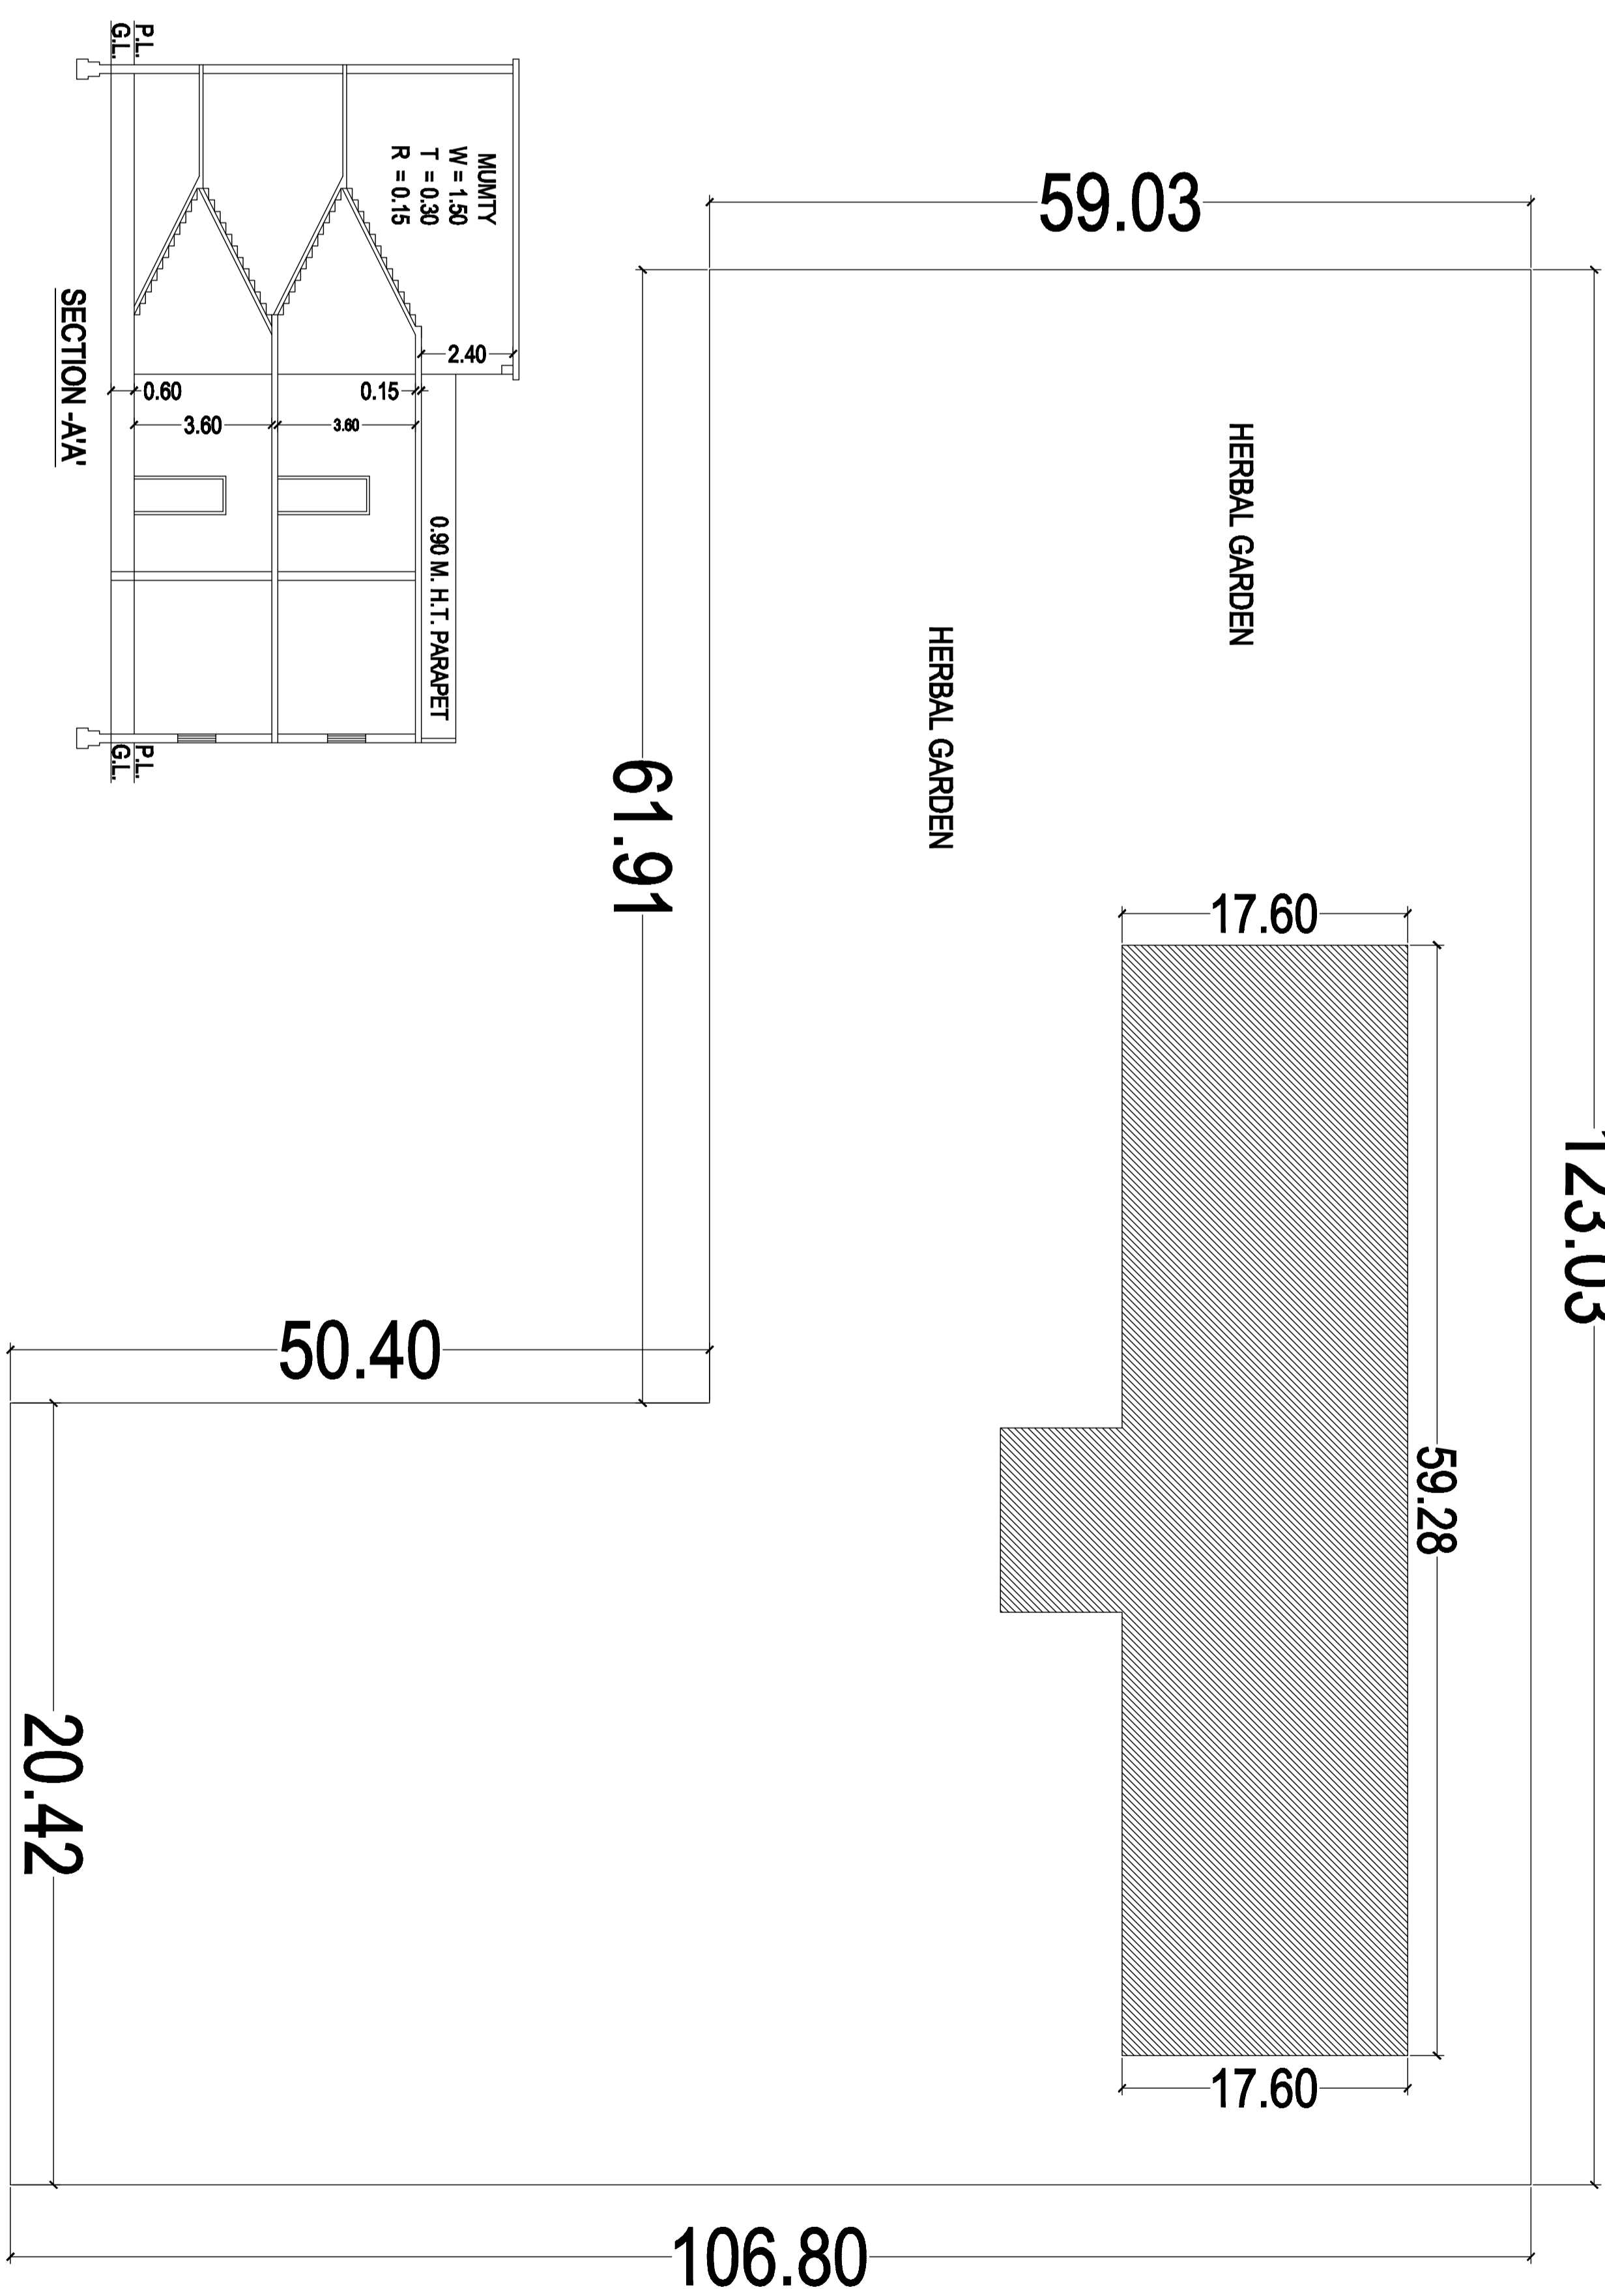 P.L.
G.L.
MUMTY
W = 1.50
T = 0.30
R = 0.15
2.40
0.60
0.15
3.60
3.60
0.90 M. H.T. PARAPET
P.L.
G.L.
SECTION -A'A'
59.03
HERBAL GARDEN
HERBAL GARDEN
61.91
17.60
123.03
59.28
50.40
20.42
17.60
106.80